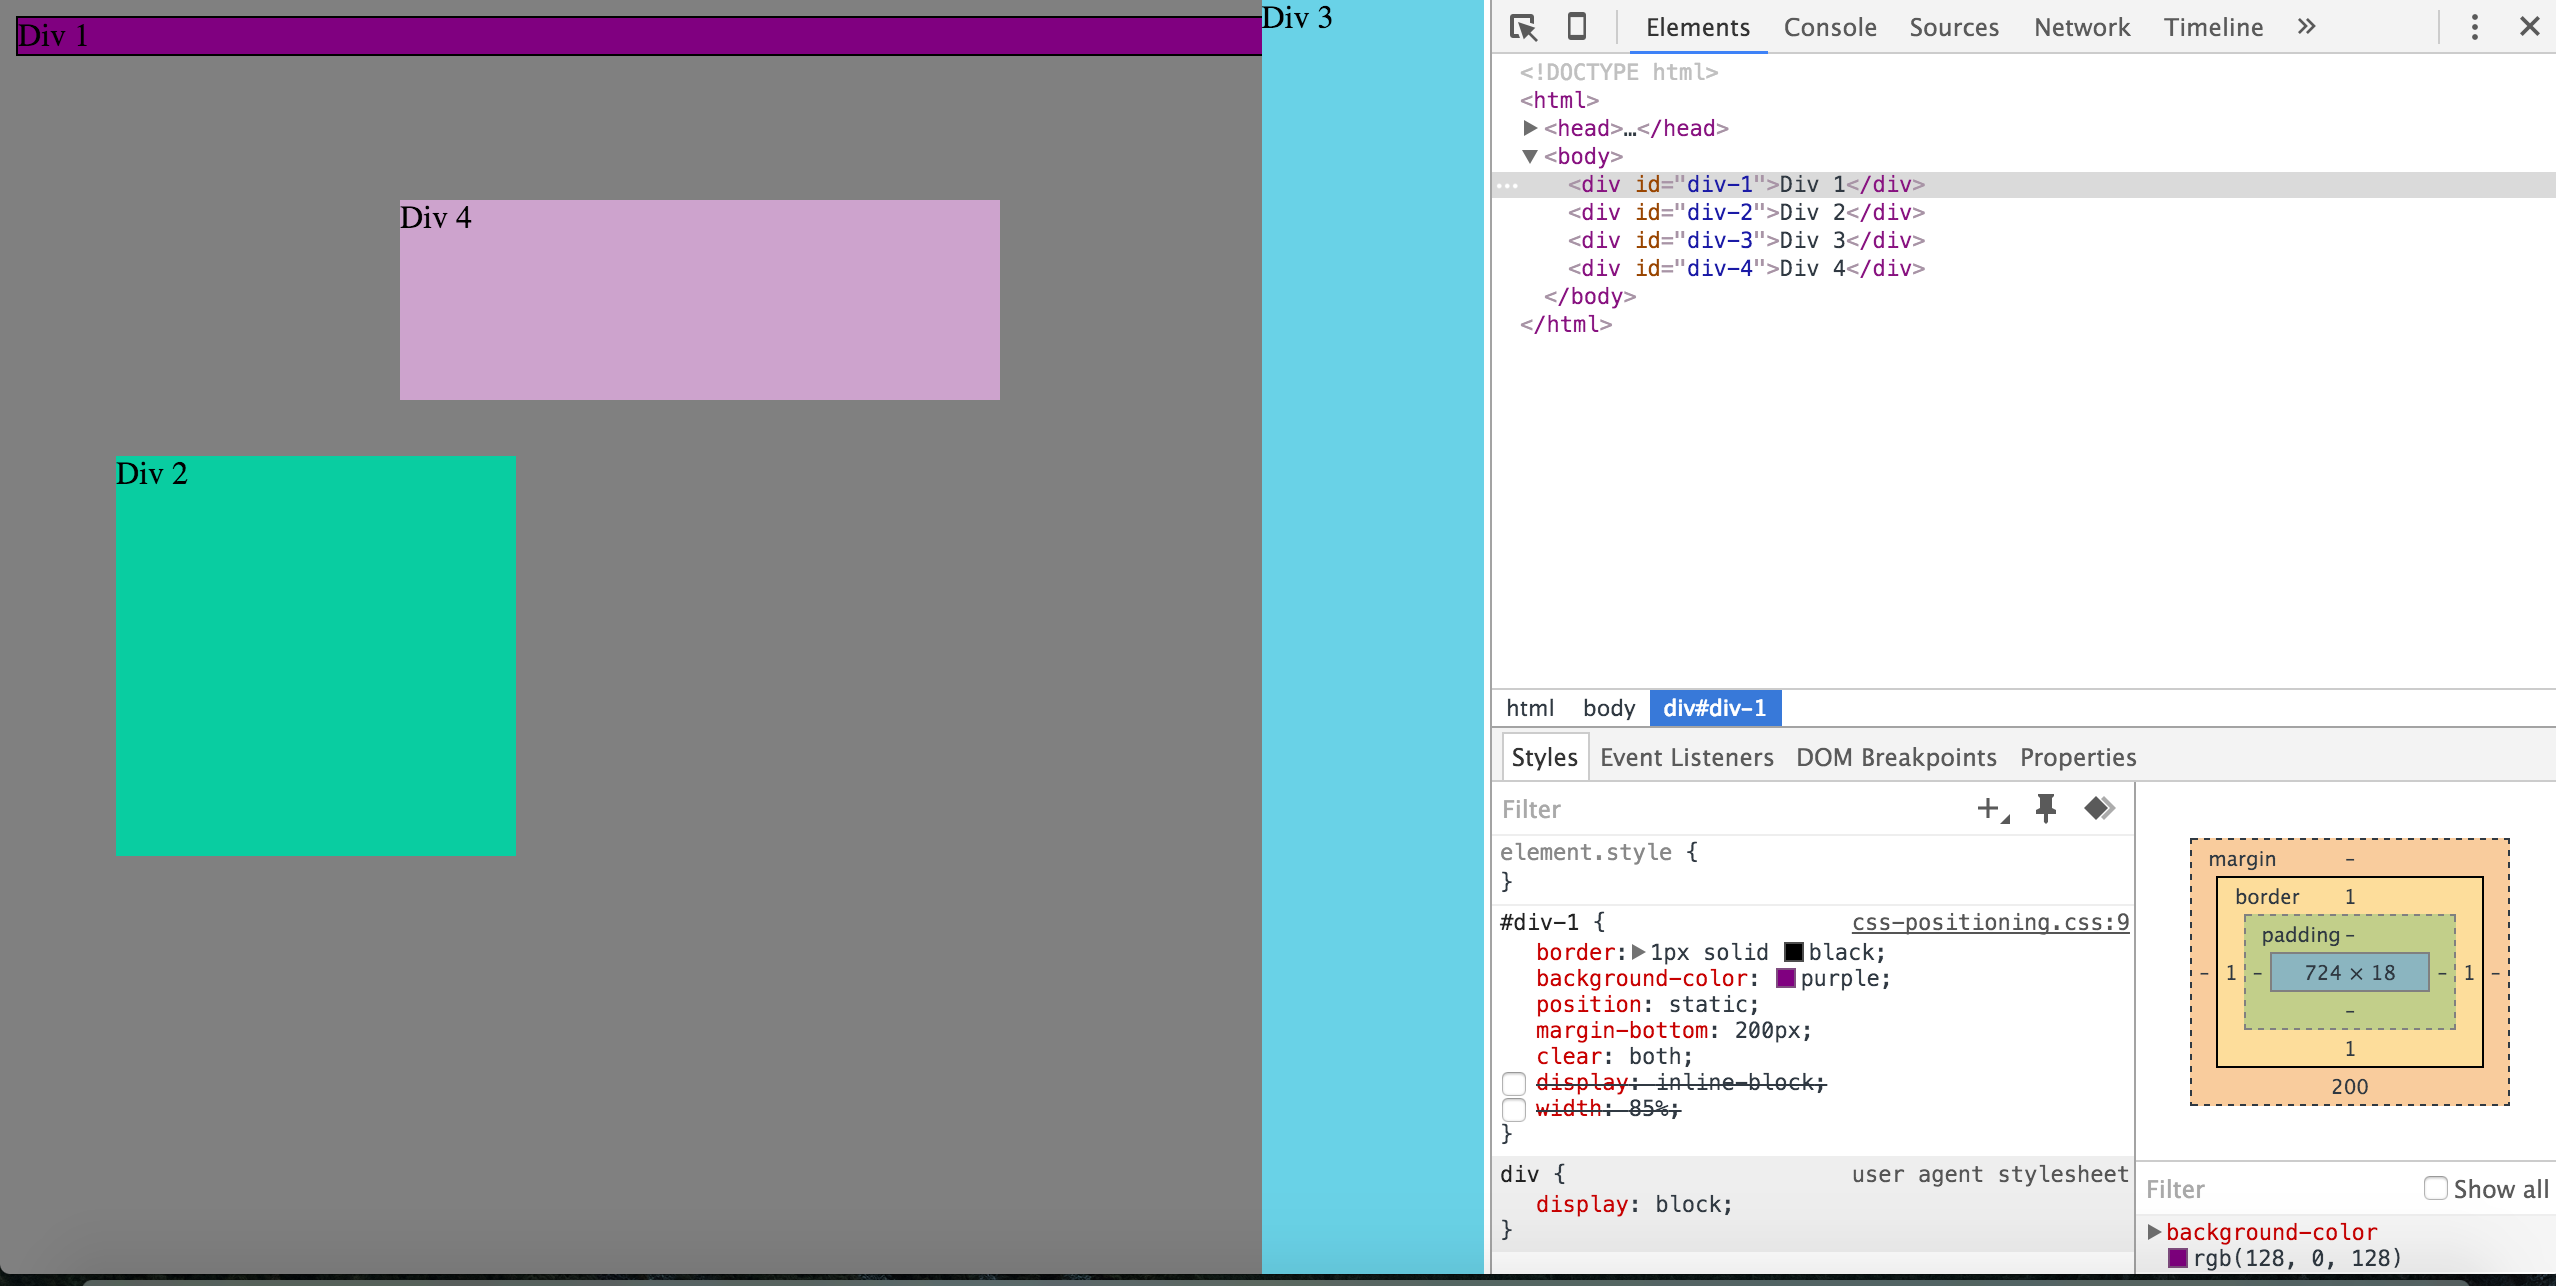 Div 1
Div 3
Div 4
Div 2
Elements Console Sources Network Timeline »
<!DOCTYPE html>
<html>
<head>…</head>
<body>
<div id="div-1">Div 1</div>
<div id="div-2">Div 2</div>
<div id="div-3">Div 3</div>
<div id="div-4">Div 4</div>
</body>
</html>
html body div#div-1
Styles Event Listeners DOM Breakpoints Properties
Filter
element.style {
}
#div-1 { css-positioning.css:9
border: 1px solid black;
background-color: purple;
position: static;
margin-bottom: 200px;
clear: both;
display: inline-block;
width: 85%;
}
div { user agent stylesheet
display: block;
}
margin -
border 1
padding -
- 1 - 724 × 18 - 1 -
-
1
200
Filter Show all
background-color
rgb(128, 0, 128)